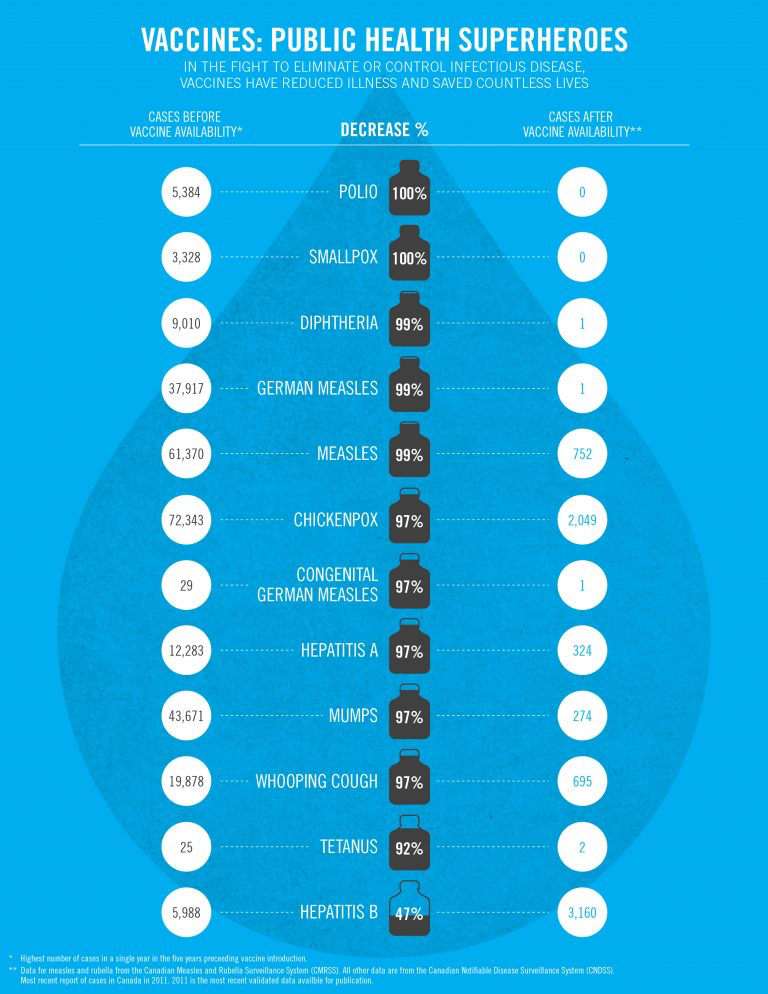 VACCINES: PUBLIC HEALTH SUPERHEROES
IN THE FIGHT TO ELIMINATE OR CONTROL INFECTIOUS DISEASE,
VACCINES HAVE REDUCED ILLNESS AND SAVED COUNTLESS LIVES
CASES BEFORE
VACCINE AVAILABILITY*
DECREASE %
CASES AFTER
VACCINE AVAILABILITY**
5,384 POLIO 100% 0
3,328 SMALLPOX 100% 0
9,010 DIPHTHERIA 99% 1
37,917 GERMAN MEASLES 99% 1
61,370 MEASLES 99% 752
72,343 CHICKENPOX 97% 2,049
29 CONGENITAL
GERMAN MEASLES 97% 1
12,283 HEPATITIS A 97% 324
43,671 MUMPS 97% 274
19,878 WHOOPING COUGH 97% 695
25 TETANUS 92% 2
5,988 HEPATITIS B 47% 3,160
* Highest number of cases in a single year in the five years preceeding vaccine introduction.
** Data for measles and rubella from the Canadian Measles and Rubella Surveillance System (CMRSS). All other data are from the Canadian Notifiable Disease Surveillance System (CNDSS).
Most recent report of cases in Canada in 2011. 2011 is the most recent validated data availble for publication.